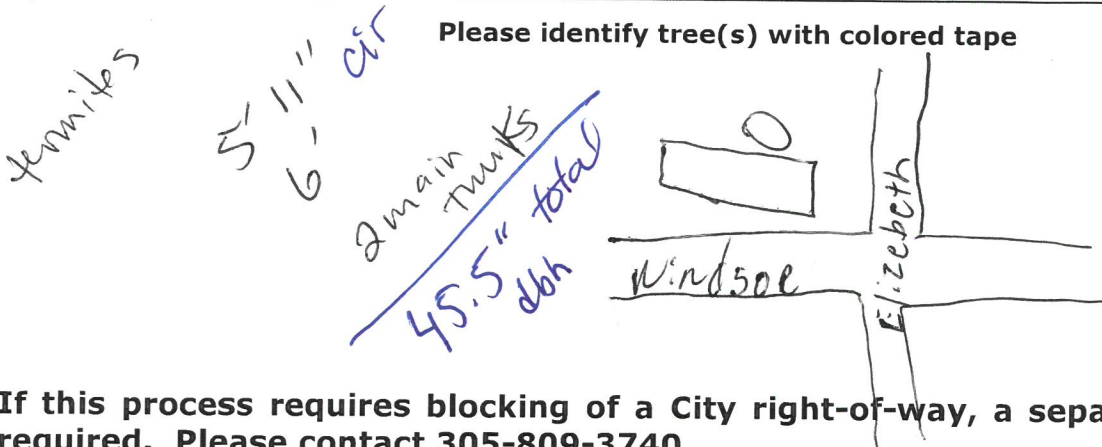 Please identify tree(s) with colored tape
termites
5' 11" cir
6'
2 main
trunks
45.5" total
dbh
Windsor
Elizebeth
If this process requires blocking of a City right-of-way, a sepa
required. Please contact 305-809-3740